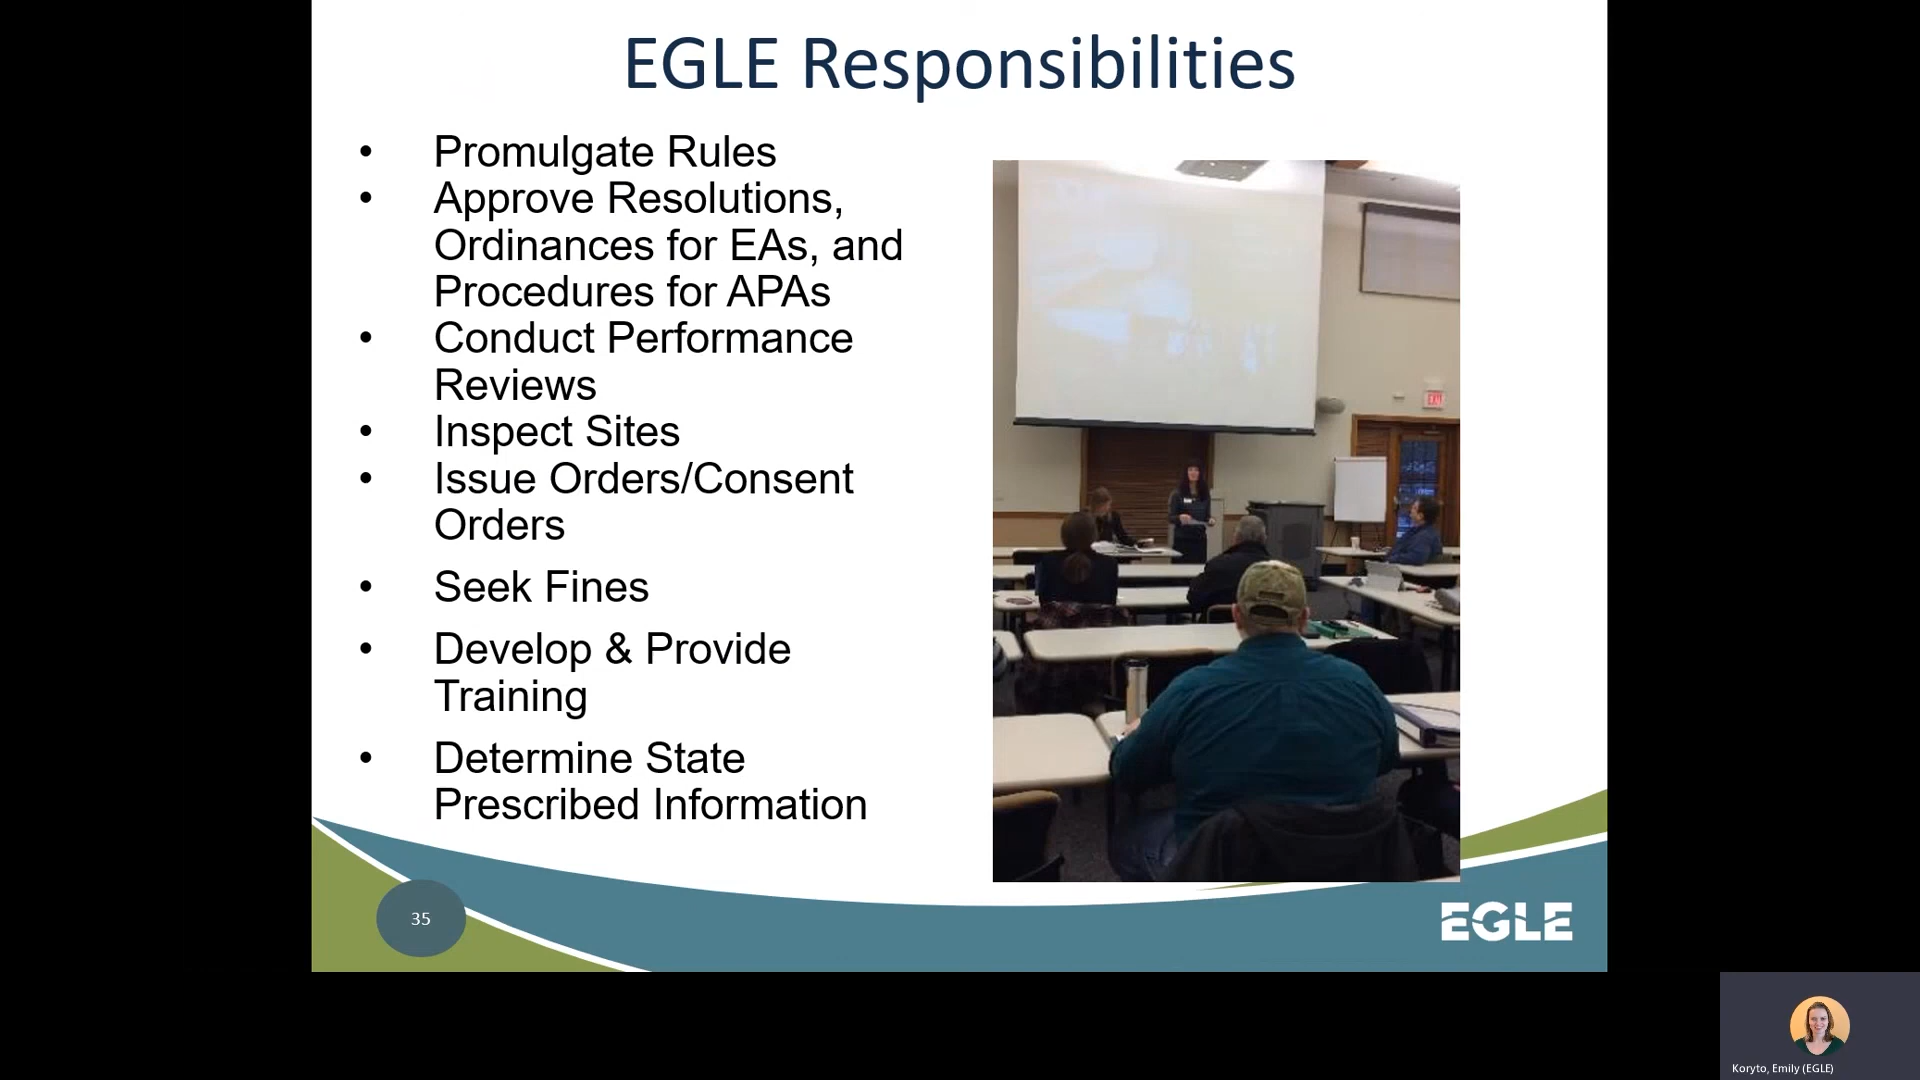 EGLE Responsibilities
• Promulgate Rules
• Approve Resolutions,
Ordinances for EAs, and
Procedures for APAs
• Conduct Performance
Reviews
• Inspect Sites
• Issue Orders/Consent
Orders
• Seek Fines
• Develop & Provide
Training
• Determine State
Prescribed Information
35
EGLE
Koryto, Emily (EGLE)